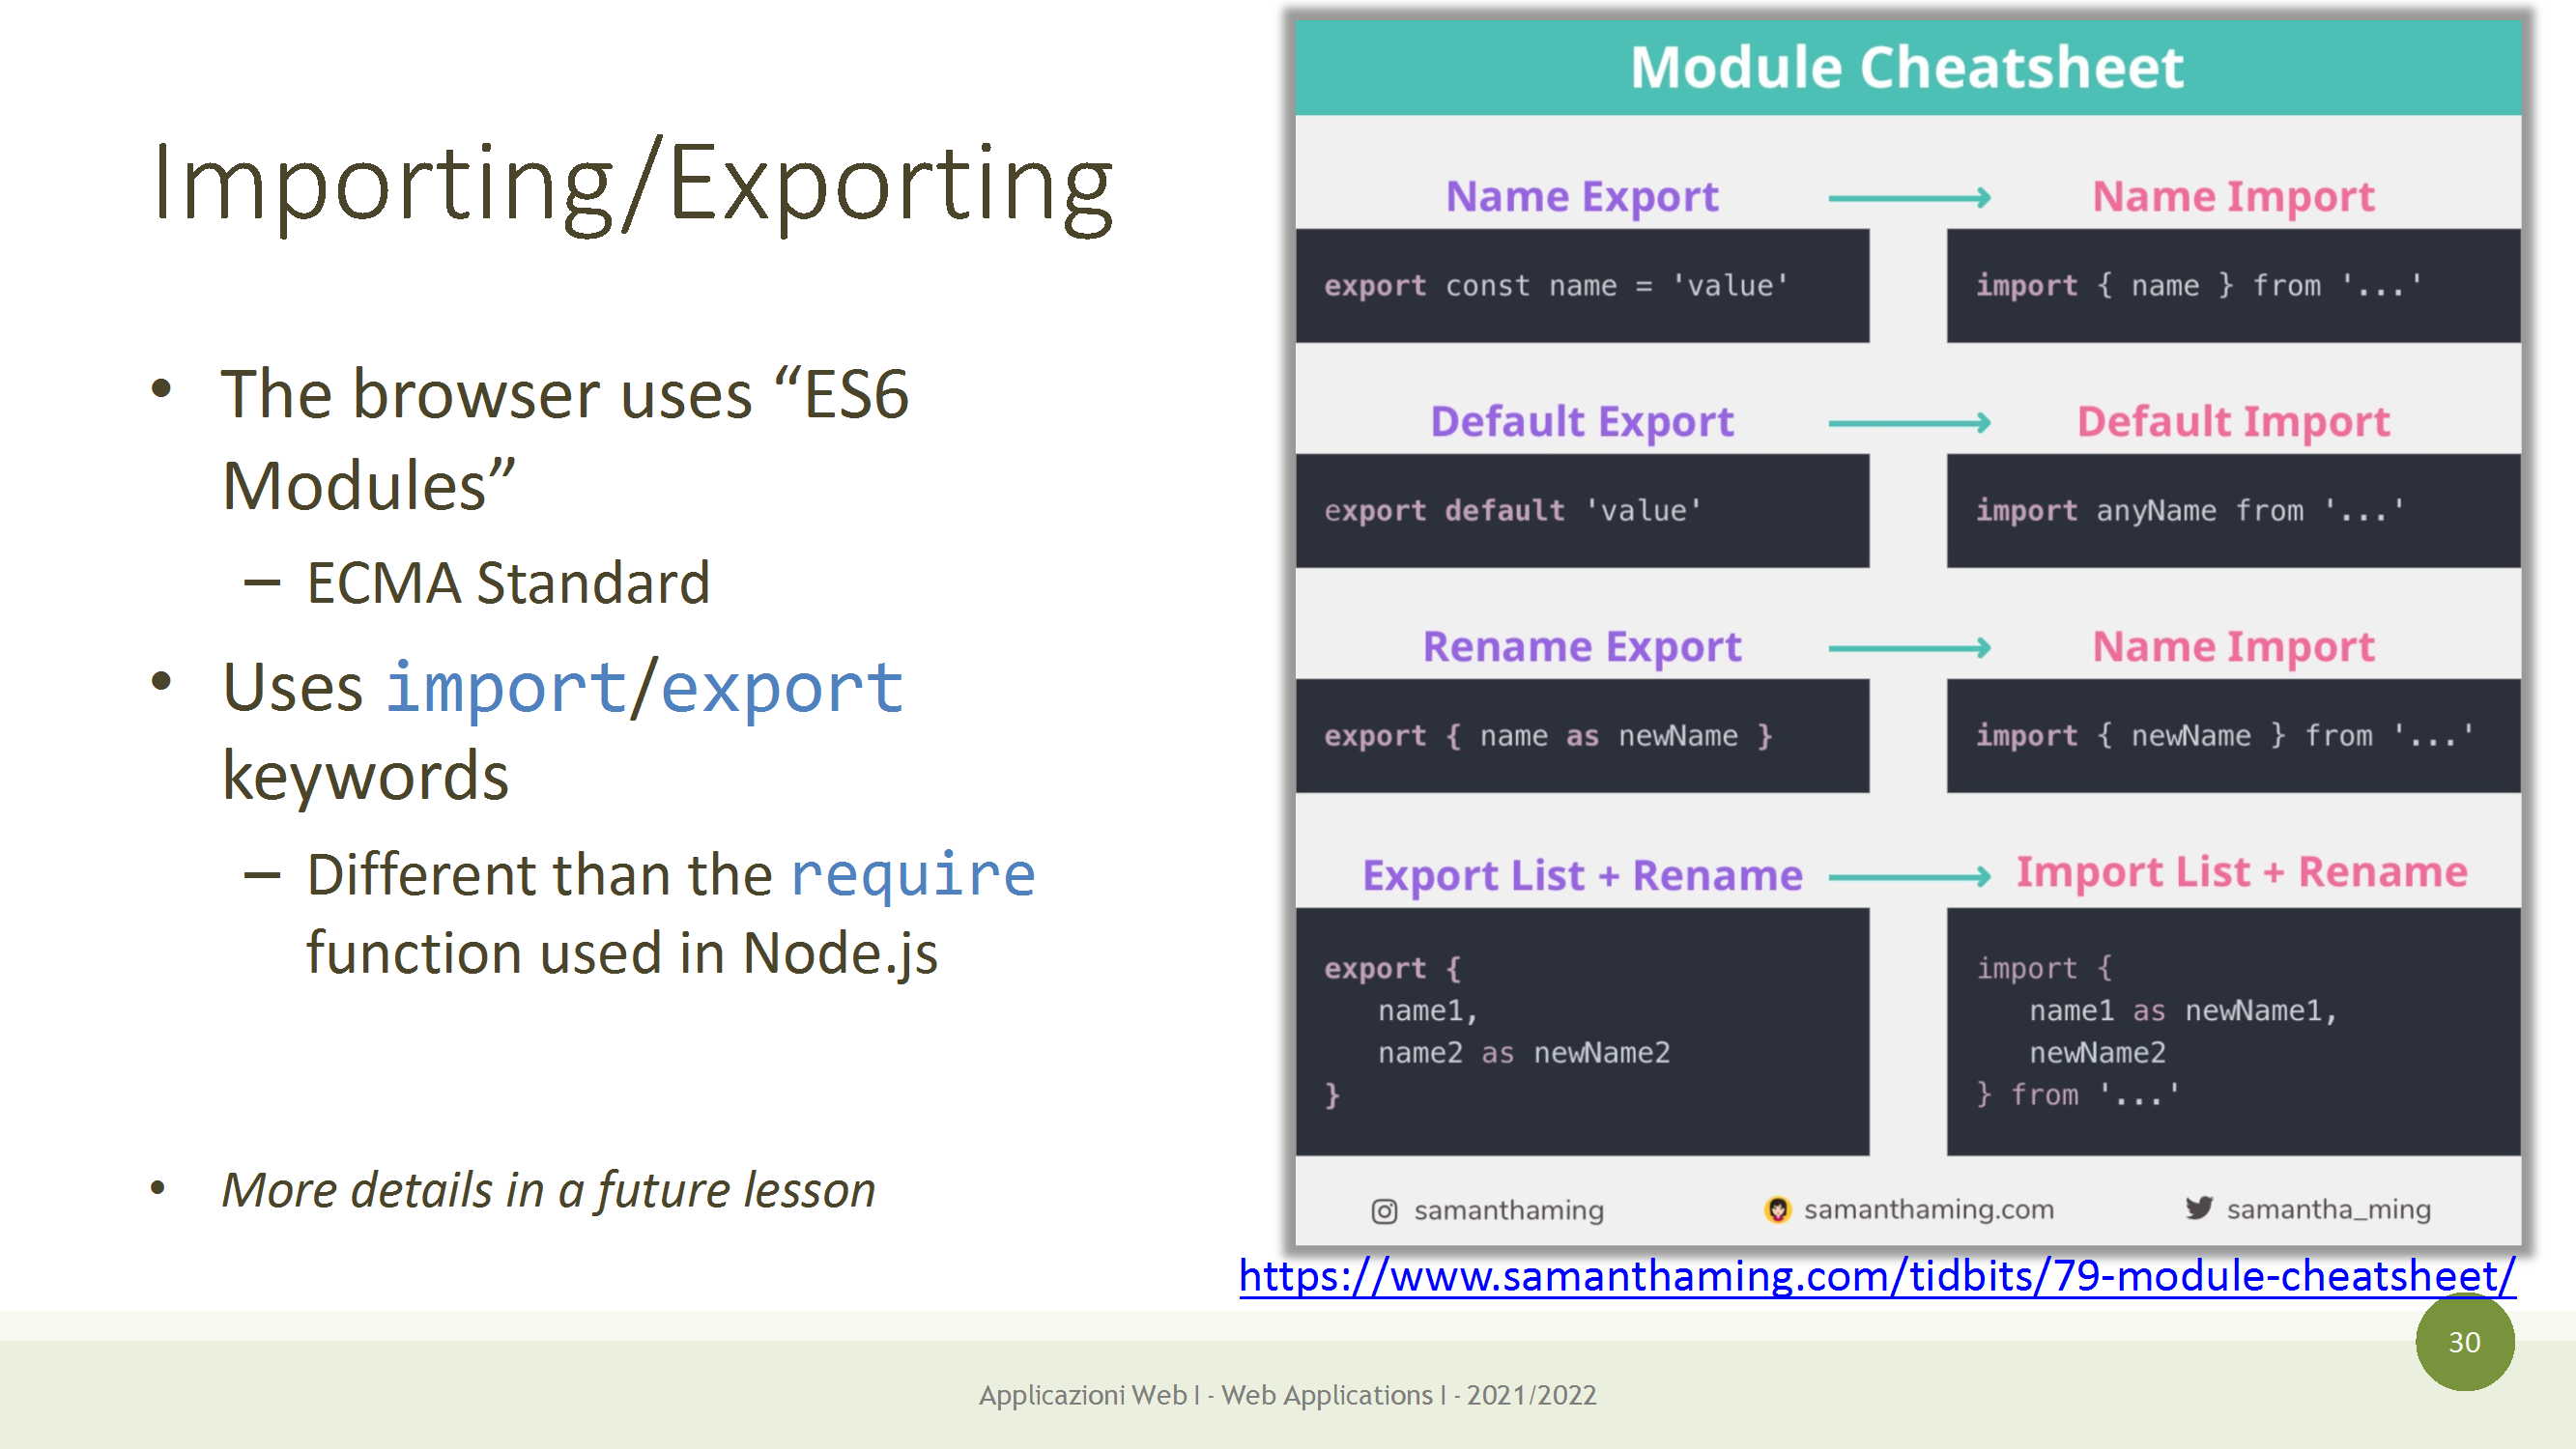 Importing/Exporting
• The browser uses “ES6
Modules”
– ECMA Standard
• Uses import/export
keywords
– Different than the require
function used in Node.js
• More details in a future lesson
Module Cheatsheet
Name Export
Name Import
export const name = 'value'
import { name } from '...'
Default Export
Default Import
export default 'value'
import anyName from '...'
Rename Export
Name Import
export { name as newName }
import { newName } from '...'
Export List + Rename
Import List + Rename
export {
name1,
name2 as newName2
}
import {
name1 as newName1,
newName2
} from '...'
samanthaming
samanthaming.com
samantha_ming
https://www.samanthaming.com/tidbits/79-module-cheatsheet/
30
Applicazioni Web I - Web Applications I - 2021/2022